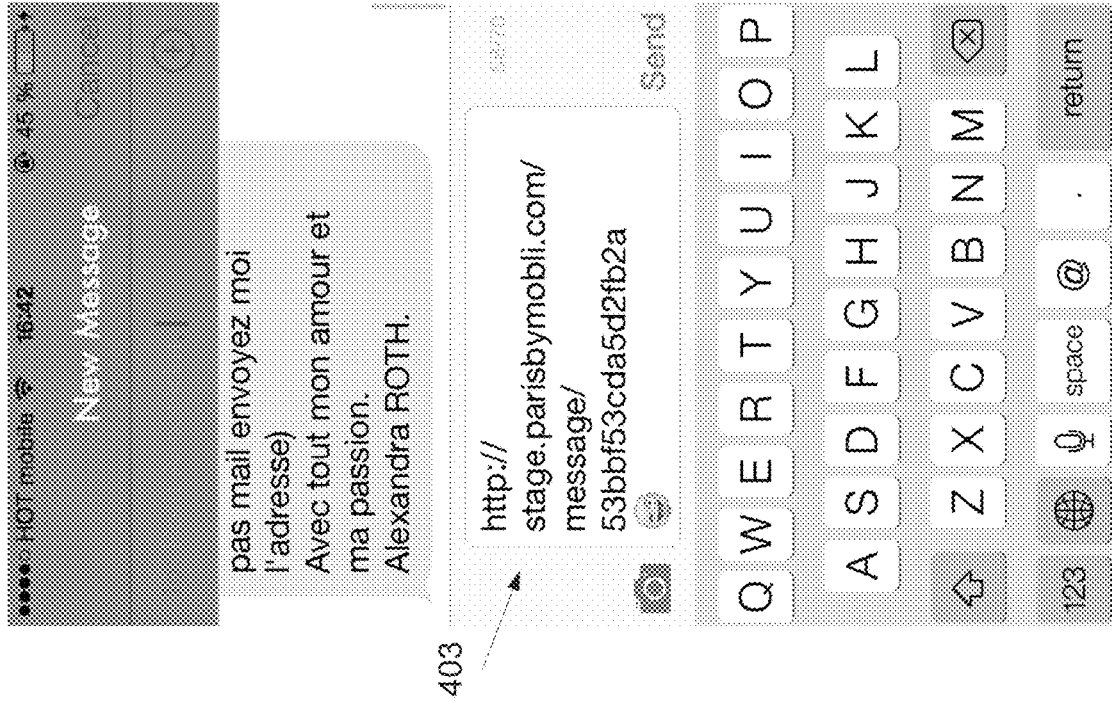 HOT mobile 16:42 45 %
New Message
pas mail envoyez moi
l'adresse)
Avec tout mon amour et
ma passion.
Alexandra ROTH.
403
http://
stage.parisbymobli.com/
message/
53bbf53cda5d2fb2a
Send
Q W E R T Y U I O P
A S D F G H J K L
Z X C V B N M
123 space @ . return